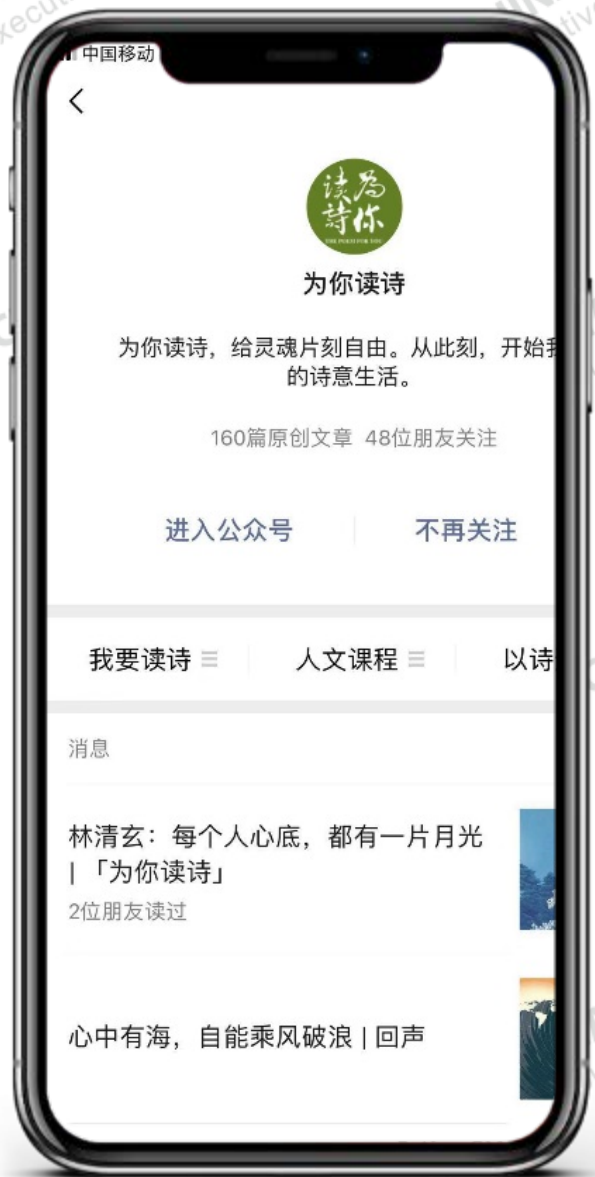 中国移动
读 为
詩 你
THE POEM FOR YOU
为你读诗
为你读诗，给灵魂片刻自由。从此刻，开始
的诗意生活。
160篇原创文章 48位朋友关注
进入公众号 不再关注
我要读诗 人文课程 以诗
消息
林清玄：每个人心底，都有一片月光
|「为你读诗」
2位朋友读过
心中有海，自能乘风破浪 | 回声